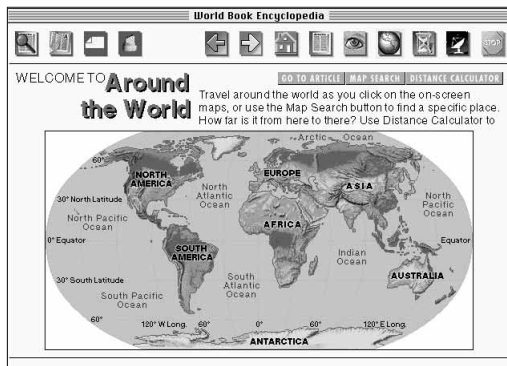 World Book Encyclopedia
STOP
WELCOME TO Around
the World
GO TO ARTICLE MAP SEARCH DISTANCE CALCULATOR
Travel around the world as you click on the on-screen
maps, or use the Map Search button to find a specific place.
How far is it from here to there? Use Distance Calculator to
Arctic Ocean
60°
NORTH
AMERICA
EUROPE
ASIA
North
Atlantic
Ocean
North
Pacific
Ocean
30° North Latitude
North Pacific
Ocean
AFRICA
0° Equator
Equator
SOUTH
AMERICA
Indian
Ocean
30° South Latitude
South
Atlantic
Ocean
AUSTRALIA
South Pacific
Ocean
60°
120° W Long.
60°
0°
60°
120° E Long.
60°
ANTARCTICA